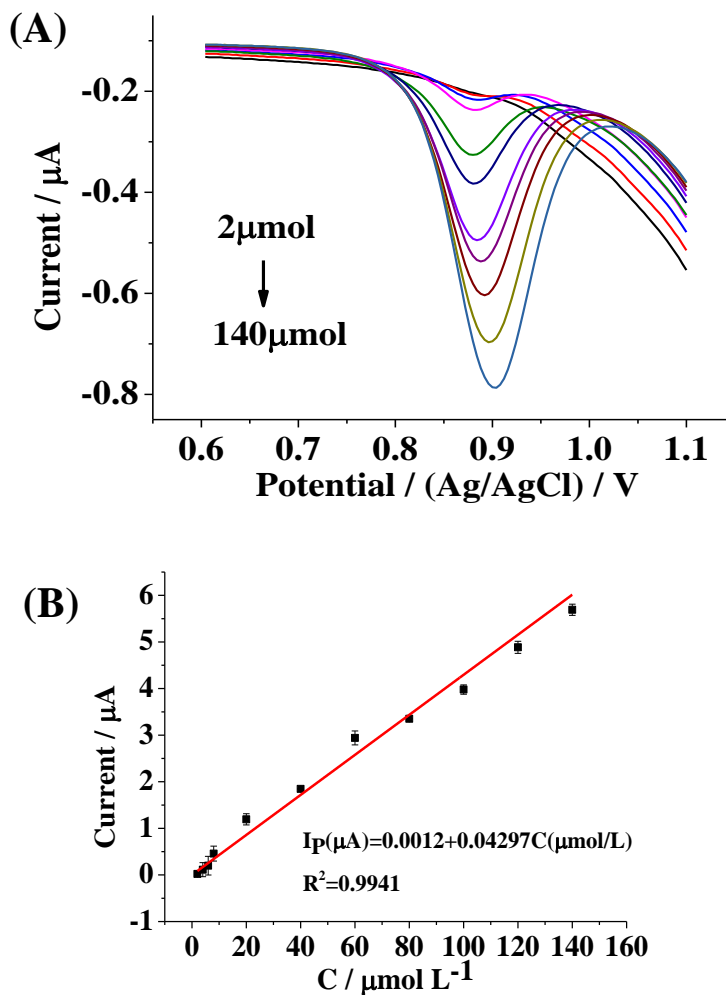 (A)
-0.2
-0.4
-0.6
-0.8
Current / μA
2μmol
140μmol
0.6 0.7 0.8 0.9 1.0 1.1
Potential / (Ag/AgCl) / V
(B)
6
5
4
3
2
1
0
-1
Current / μA
IP(μA)=0.0012+0.04297C(μmol/L)
R²=0.9941
0 20 40 60 80 100 120 140 160
C / μmol L⁻¹